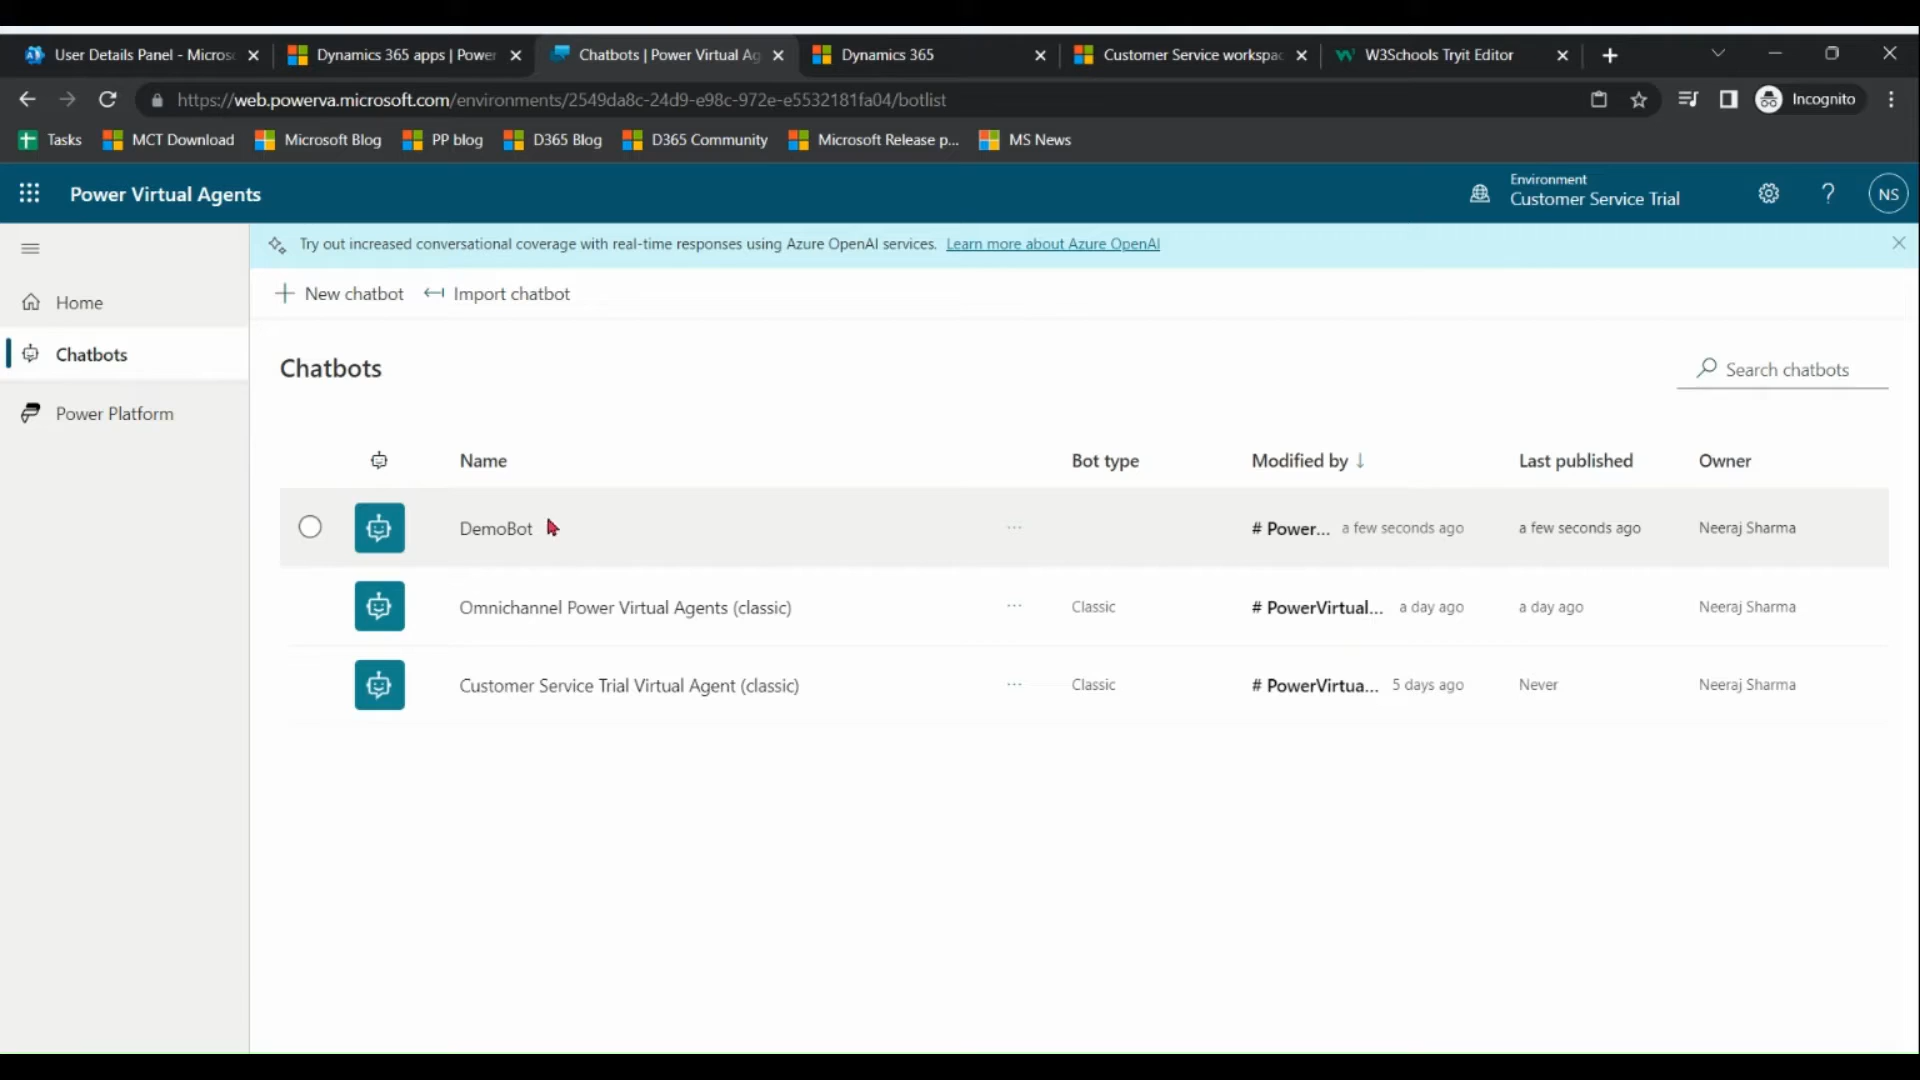 User Details Panel - Micros
Dynamics 365 apps | Power
Chatbots | Power Virtual Ag
Dynamics 365
Customer Service workspac
W3Schools Tryit Editor
https://web.powerva.microsoft.com/environments/2549da8c-24d9-e98c-972e-e5532181fa04/botlist
Incognito
Tasks
MCT Download
Microsoft Blog
PP blog
D365 Blog
D365 Community
Microsoft Release p...
MS News
Power Virtual Agents
Environment
Customer Service Trial
?
NS
Try out increased conversational coverage with real-time responses using Azure OpenAI services. Learn more about Azure OpenAI
New chatbot
Import chatbot
Home
Chatbots
Power Platform
Chatbots
Search chatbots
Name Bot type Modified by ↓ Last published Owner
DemoBot ... # Power... a few seconds ago a few seconds ago Neeraj Sharma
Omnichannel Power Virtual Agents (classic) ... Classic # PowerVirtual... a day ago a day ago Neeraj Sharma
Customer Service Trial Virtual Agent (classic) ... Classic # PowerVirtua... 5 days ago Never Neeraj Sharma